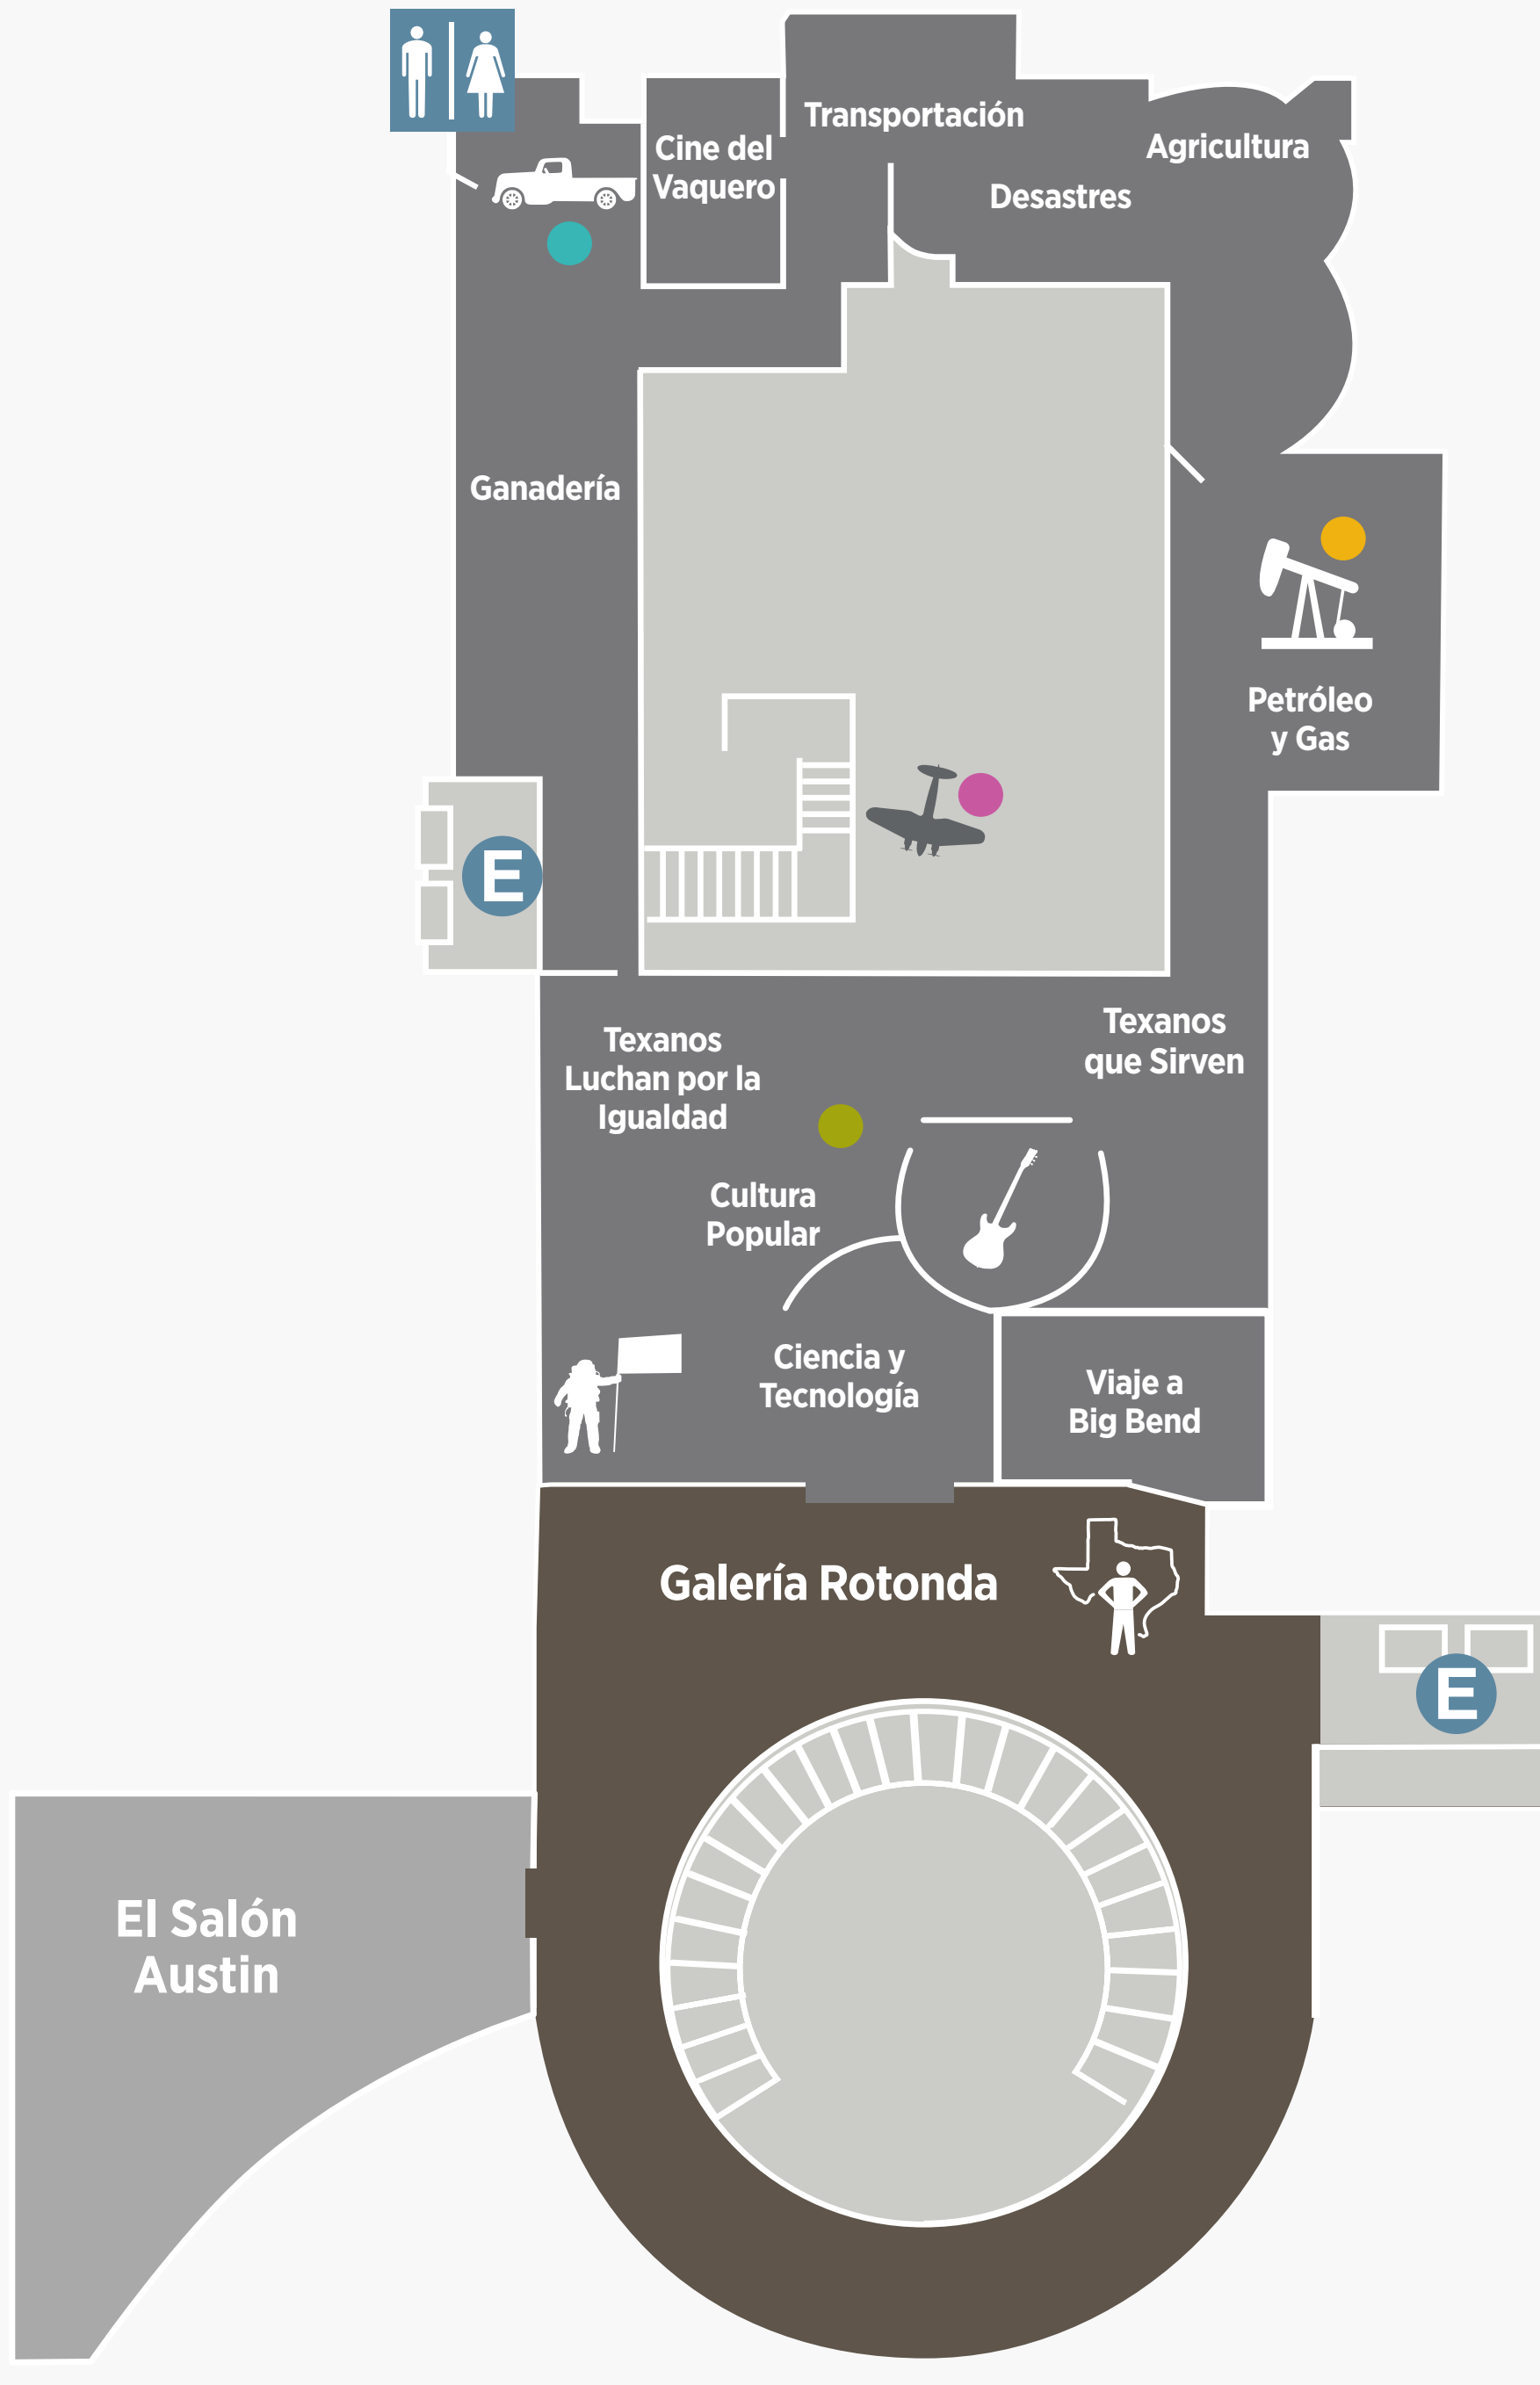 Transportación
Cine del
Vaquero
Agricultura
Desastres
Ganadería
Petróleo
y Gas
E
Texanos
que Sirven
Texanos
Luchan por la
Igualdad
Cultura
Popular
Ciencia y
Tecnología
Viaje a
Big Bend
Galería Rotonda
E
El Salón
Austin